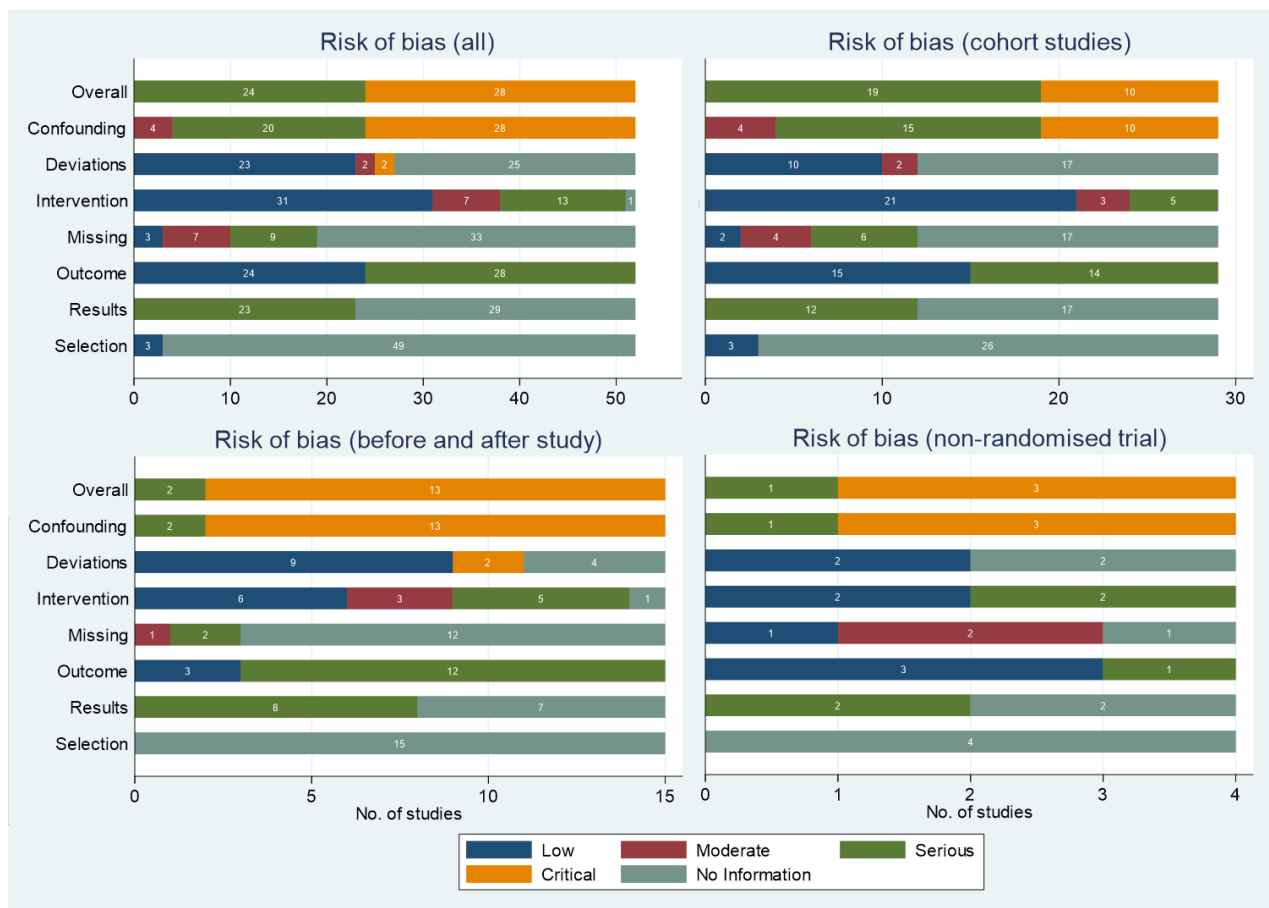 Risk of bias (all)
Overall 24 28
Confounding 4 20 28
Deviations 23 2 2 25
Intervention 31 7 13 1
Missing 3 7 9 33
Outcome 24 28
Results 23 29
Selection 3 49
0 10 20 30 40 50
Risk of bias (cohort studies)
19 10
4 15 10
10 2 17
21 3 5
2 4 6 17
15 14
12 17
3 26
0 10 20 30
Risk of bias (before and after study)
Overall 2 13
Confounding 2 13
Deviations 9 2 4
Intervention 6 3 5 1
Missing 1 2 12
Outcome 3 12
Results 8 7
Selection 15
0 5 10 15
No. of studies
Risk of bias (non-randomised trial)
1 3
1 3
2 2
2 2
1 2 1
3 1
2 2
4
0 1 2 3 4
No. of studies
Low Moderate Serious
Critical No Information